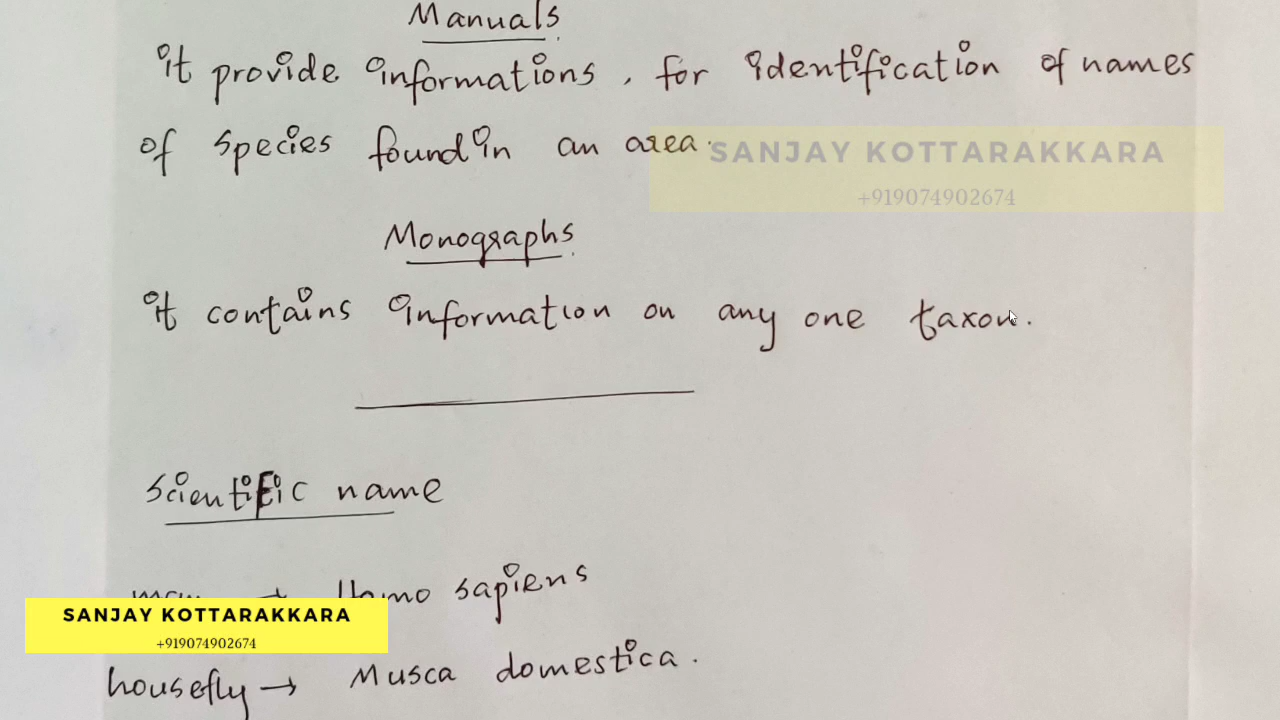 Manuals
it provide informations, for identification of names
of species found in an area.
SANJAY KOTTARAKKARA
+919074902674
Monographs
it contains information on any one taxon.
Scientific name
man → Homo sapiens
SANJAY KOTTARAKKARA
+919074902674
housefly → Musca domestica.